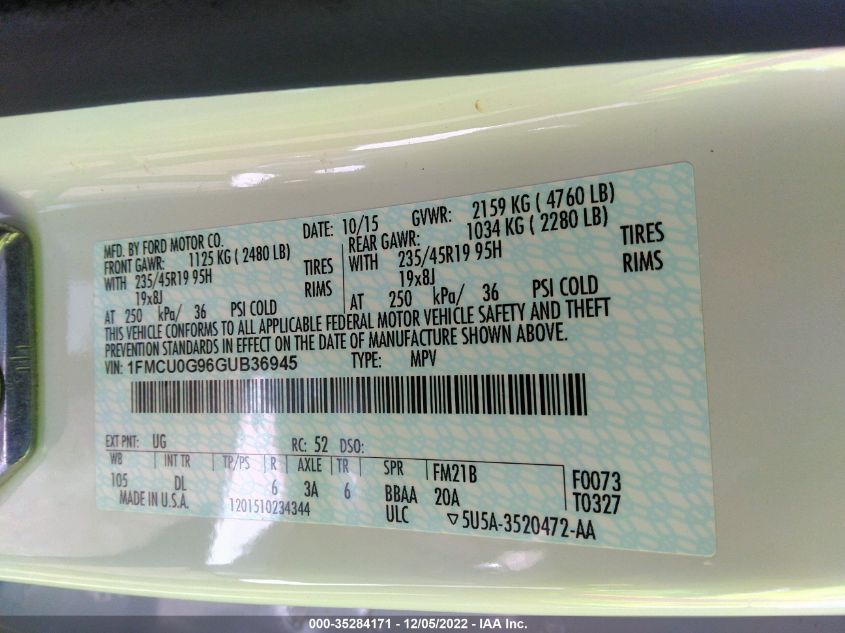 MFD. BY FORD MOTOR CO. DATE: 10/15 GVWR: 2159 KG ( 4760 LB)
FRONT GAWR: 1125 KG ( 2480 LB) REAR GAWR: 1034 KG ( 2280 LB)
WITH 235/45R19 95H TIRES WITH 235/45R19 95H TIRES
19x8J RIMS 19x8J RIMS
AT 250 kPa/ 36 PSI COLD AT 250 kPa/ 36 PSI COLD
THIS VEHICLE CONFORMS TO ALL APPLICABLE FEDERAL MOTOR VEHICLE SAFETY AND THEFT
PREVENTION STANDARDS IN EFFECT ON THE DATE OF MANUFACTURE SHOWN ABOVE.
VIN: 1FMCU0G96GUB36945 TYPE: MPV
EXT PNT: UG RC: 52 DSO:
WB INT TR TP/PS R AXLE TR SPR FM21B F0073
105 DL 6 3A 6 BBAA 20A T0327
MADE IN U.S.A. 1201510234344 ULC ▽5U5A-3520472-AA
000-35284171 - 12/05/2022 - IAA Inc.